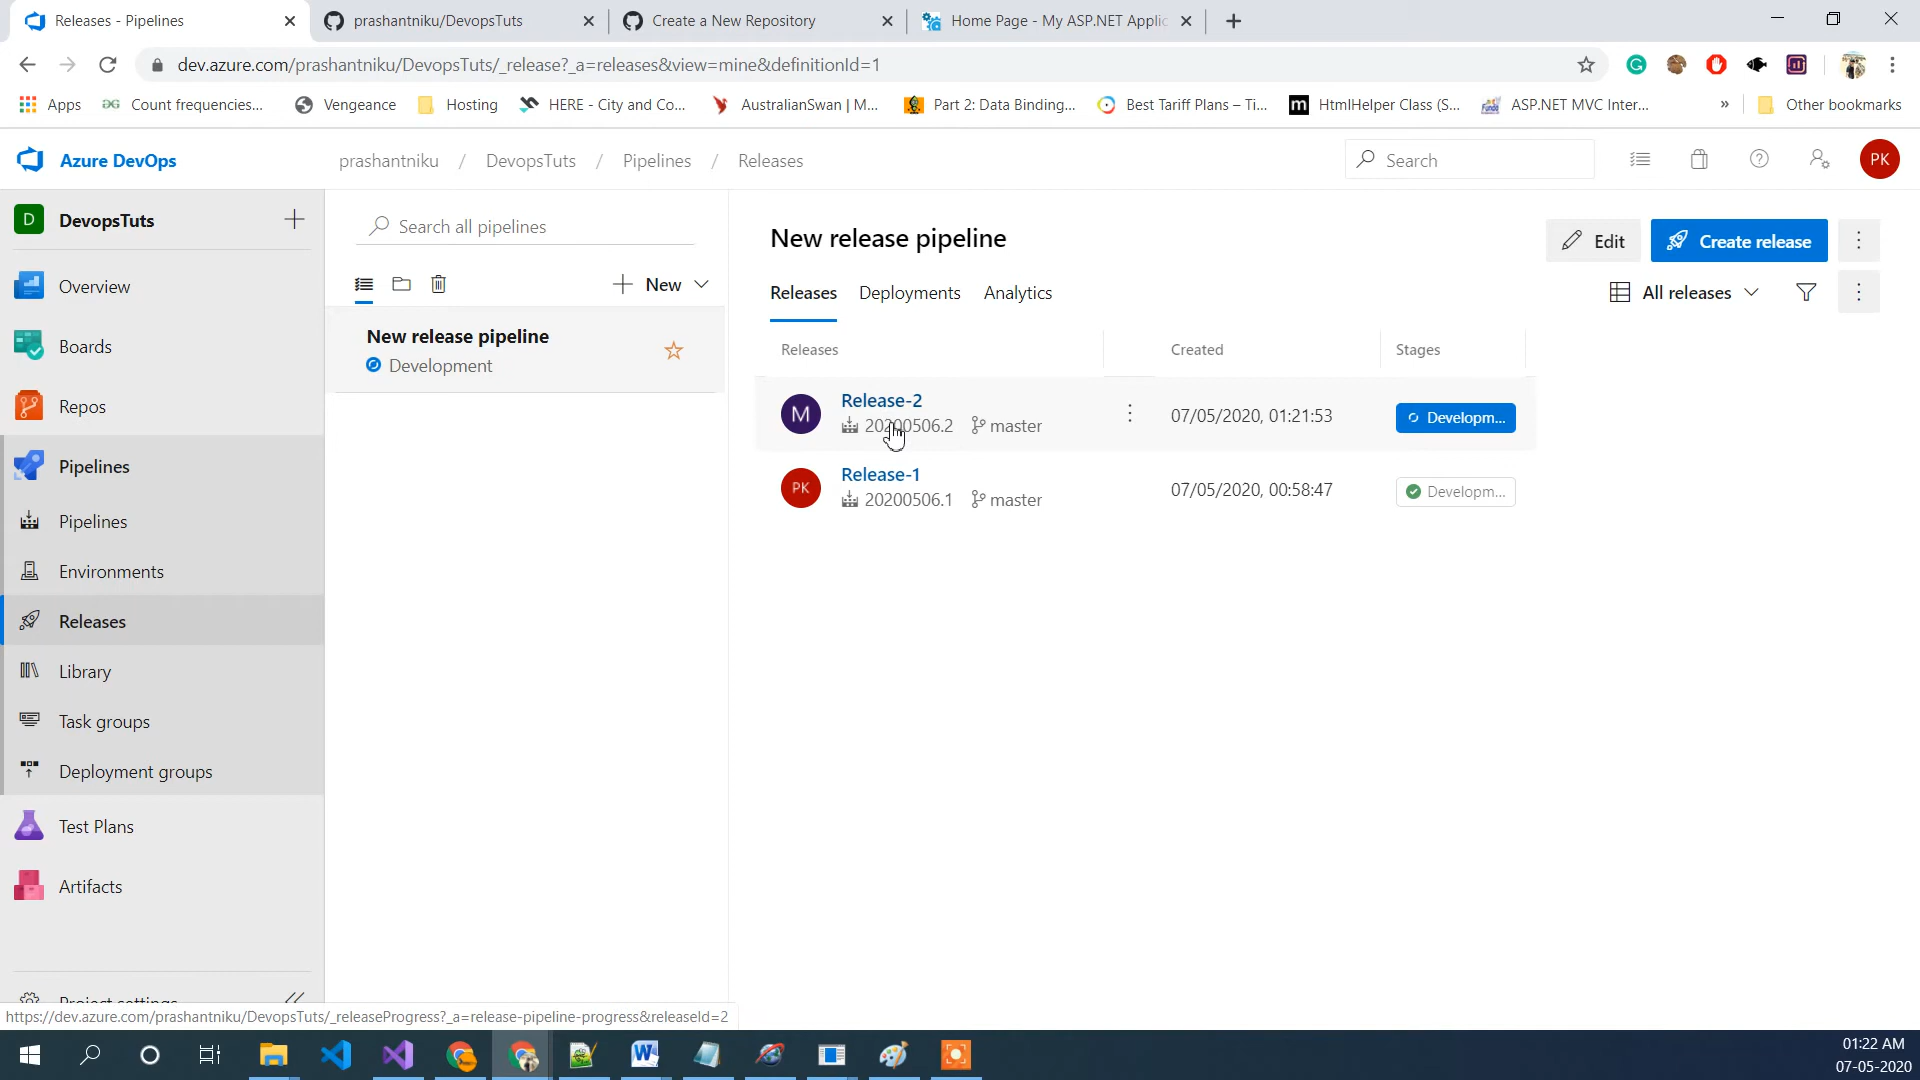 Releases - Pipelines
prashantniku/DevopsTuts
Create a New Repository
Home Page - My ASP.NET Applic
dev.azure.com/prashantniku/DevopsTuts/_release?_a=releases&view=mine&definitionId=1
Apps
Count frequencies...
Vengeance
Hosting
HERE - City and Co...
AustralianSwan | M...
Part 2: Data Binding...
Best Tariff Plans – Ti...
m
HtmlHelper Class (S...
ASP.NET MVC Inter...
»
Other bookmarks
Azure DevOps
prashantniku / DevopsTuts / Pipelines / Releases
Search
PK
D DevopsTuts
Overview
Boards
Repos
Pipelines
Pipelines
Environments
Releases
Library
Task groups
Deployment groups
Test Plans
Artifacts
Project settings
Search all pipelines
New
New release pipeline
Development
New release pipeline
Edit
Create release
Releases Deployments Analytics
All releases
Releases Created Stages
M Release-2
20200506.2 master
07/05/2020, 01:21:53
Developm...
PK Release-1
20200506.1 master
07/05/2020, 00:58:47
Developm...
https://dev.azure.com/prashantniku/DevopsTuts/_releaseProgress?_a=release-pipeline-progress&releaseId=2
01:22 AM
07-05-2020